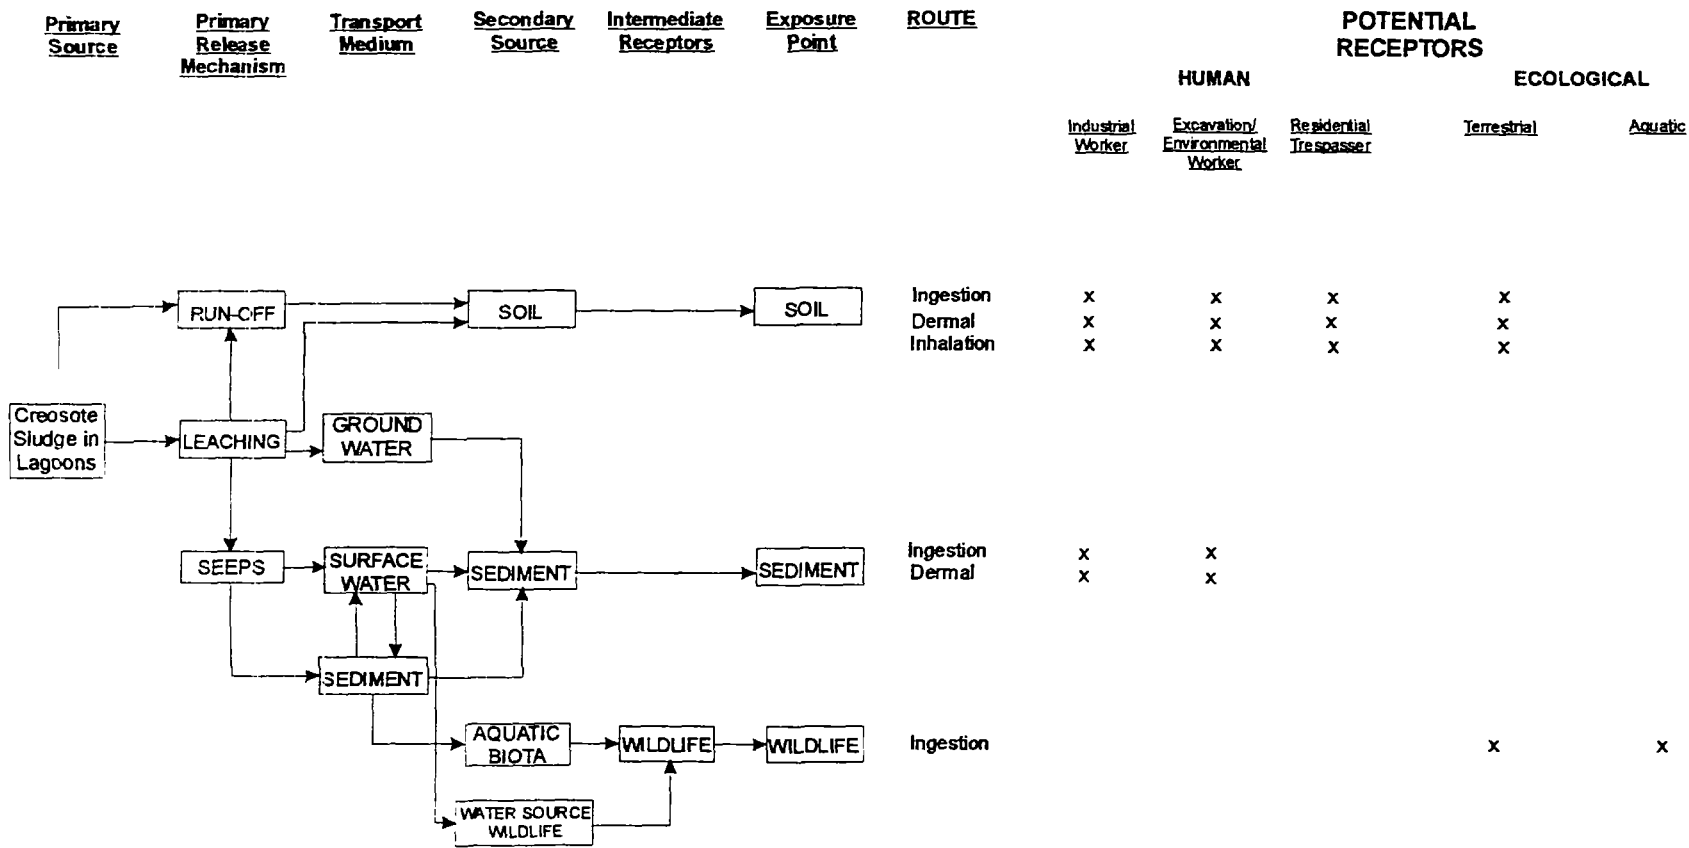 Primary
Source
Primary
Release
Mechanism
Transport
Medium
Secondary
Source
Intermediate
Receptors
Exposure
Point
ROUTE
POTENTIAL
RECEPTORS
HUMAN
ECOLOGICAL
Industrial
Worker
Excavation/
Environmental
Worker
Residential
Trespasser
Terrestrial
Aquatic
RUN-OFF
SOIL
SOIL
Ingestion x x x x
Dermal x x x x
Inhalation x x x x
Creosote
Sludge in
Lagoons
LEACHING
GROUND
WATER
SEEPS
SURFACE
WATER
SEDIMENT
SEDIMENT
Ingestion x x
Dermal x x
SEDIMENT
AQUATIC
BIOTA
WILDLIFE
WILDLIFE
Ingestion x x
WATER SOURCE
WILDLIFE